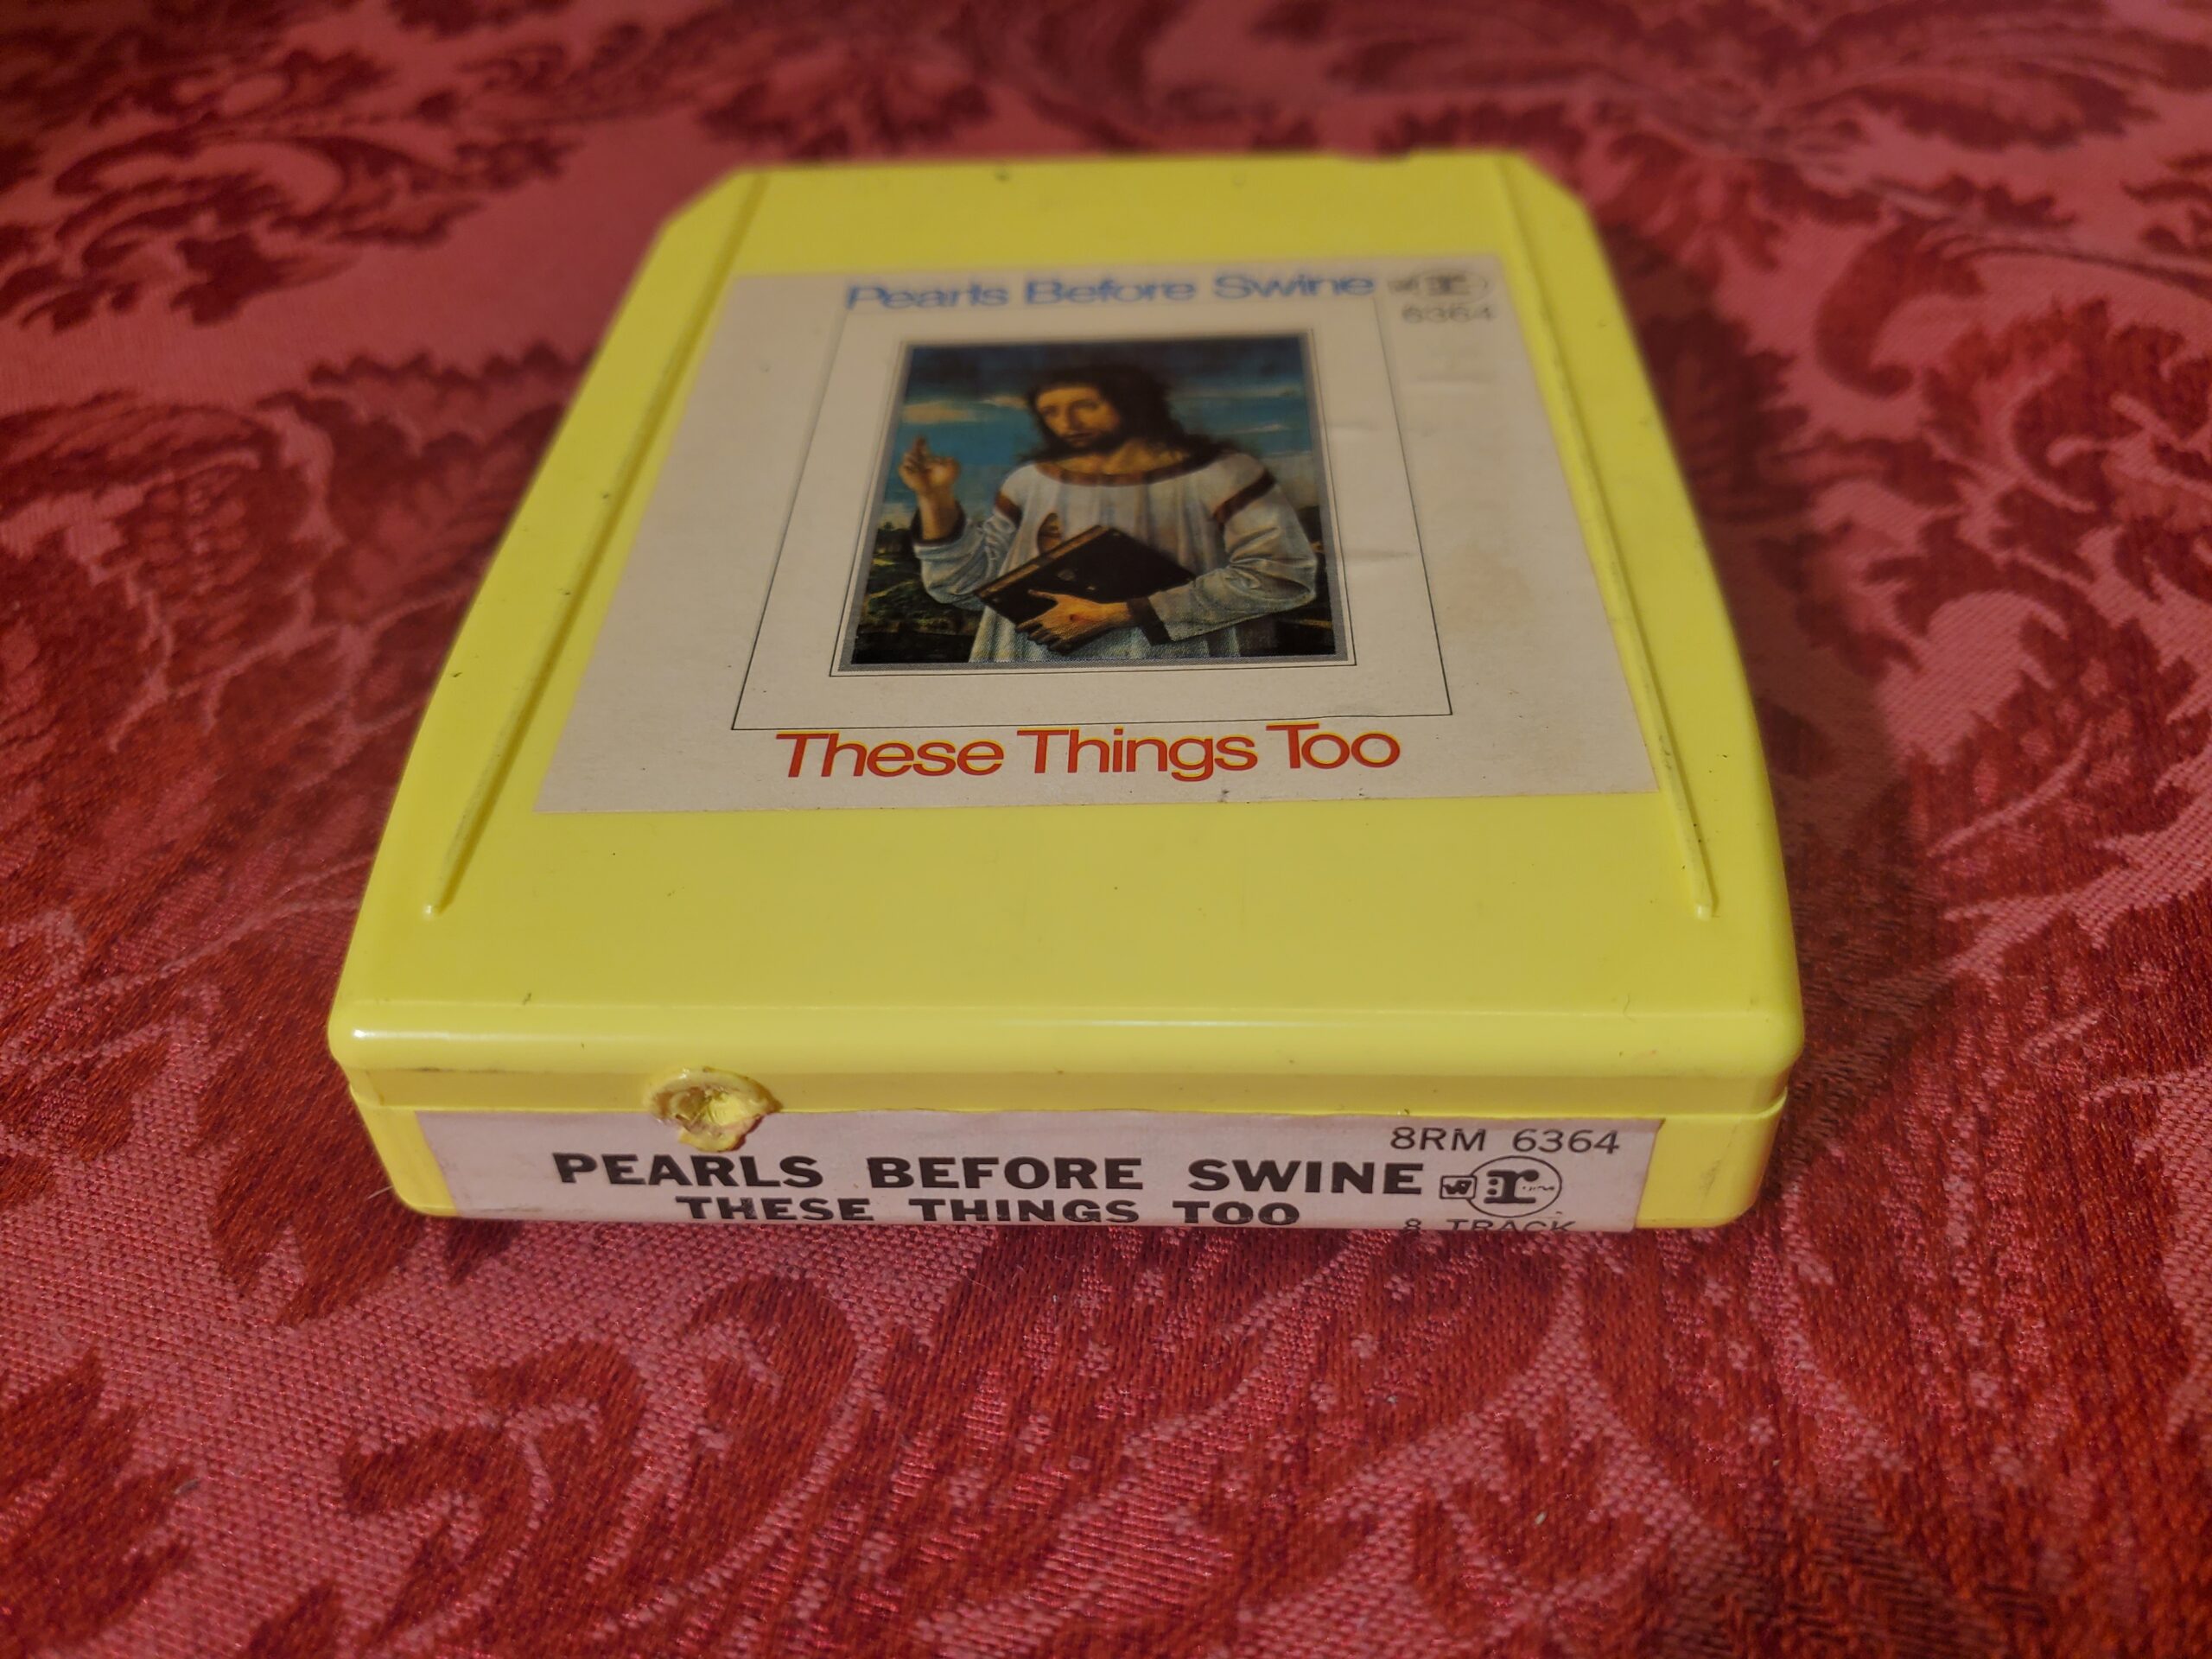 Pearls Before Swine
6364
These Things Too
8RM 6364
PEARLS BEFORE SWINE
W r
THESE THINGS TOO
8 TRACK